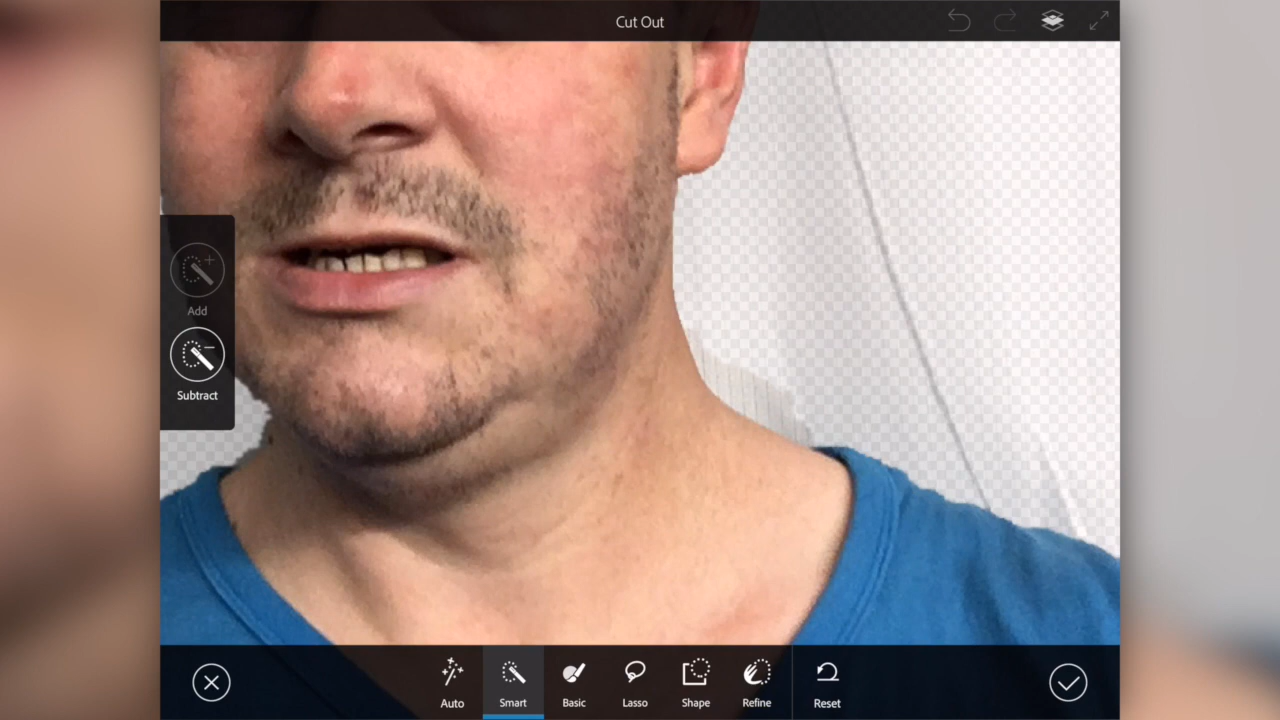 Cut Out
Add
Subtract
Auto
Smart
Basic
Lasso
Shape
Refine
Reset